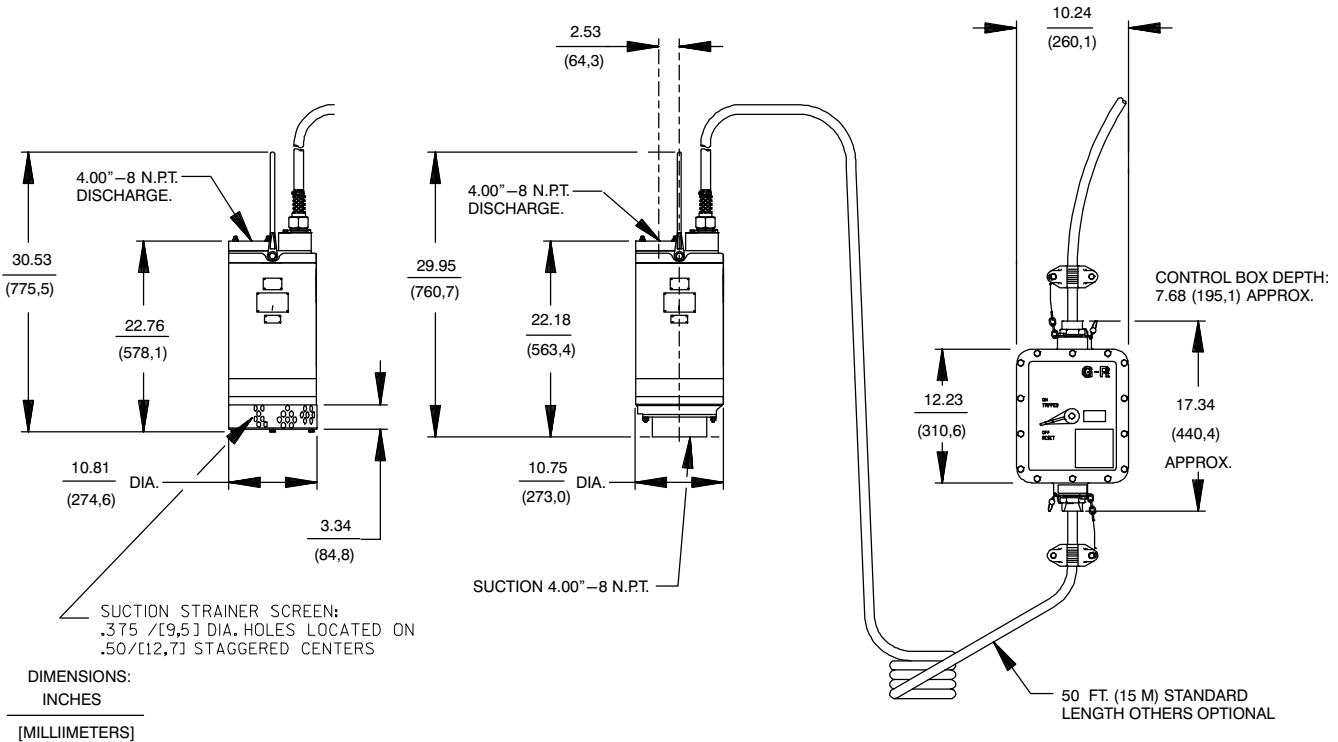 10.24
(260,1)
2.53
(64,3)
4.00"–8 N.P.T.
DISCHARGE.
30.53
(775,5)
22.76
(578,1)
10.81
(274,6)
DIA.
3.34
(84,8)
SUCTION STRAINER SCREEN:
.375 /[9,5] DIA. HOLES LOCATED ON
.50/[12,7] STAGGERED CENTERS
4.00"–8 N.P.T.
DISCHARGE.
29.95
(760,7)
22.18
(563,4)
10.75
(273,0)
DIA.
SUCTION 4.00"–8 N.P.T.
CONTROL BOX DEPTH:
7.68 (195,1) APPROX.
G-R
ON
TRIPPED
OFF
RESET
12.23
(310,6)
17.34
(440,4)
APPROX.
50 FT. (15 M) STANDARD
LENGTH OTHERS OPTIONAL
DIMENSIONS:
INCHES
[MILLIIMETERS]